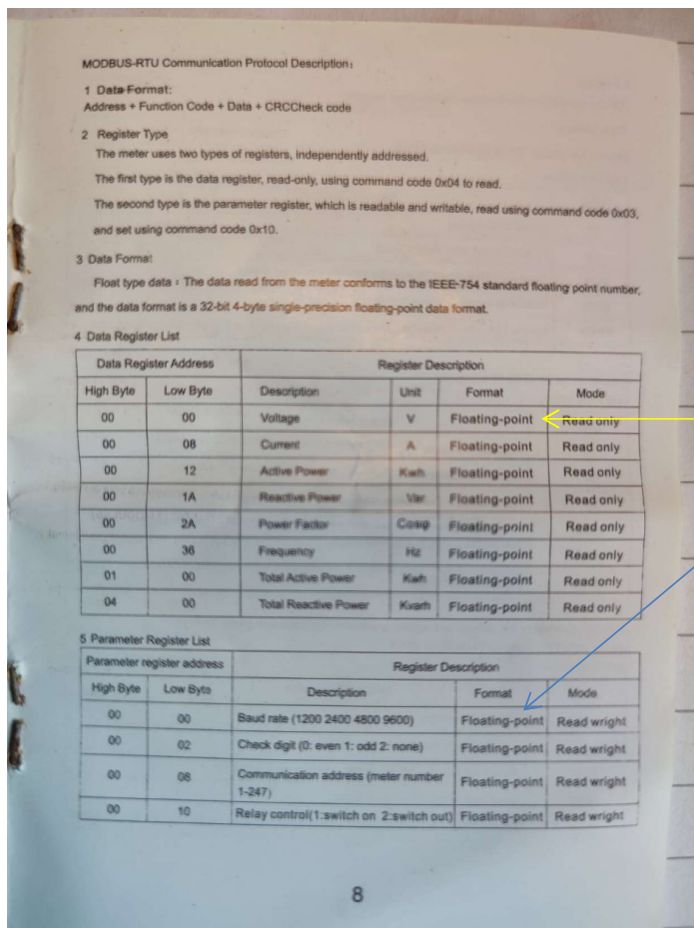 MODBUS-RTU Communication Protocol Description:
1 Data Format:
Address + Function Code + Data + CRCCheck code
2 Register Type
The meter uses two types of registers, independently addressed.
The first type is the data register, read-only, using command code 0x04 to read.
The second type is the parameter register, which is readable and writable, read using command code 0x03,
and set using command code 0x10.
3 Data Format
Float type data : The data read from the meter conforms to the IEEE-754 standard floating point number,
and the data format is a 32-bit 4-byte single-precision floating-point data format.
4 Data Register List
Data Register Address Register Description
High Byte Low Byte Description Unit Format Mode
00 00 Voltage V Floating-point Read only
00 08 Current A Floating-point Read only
00 12 Active Power Kwh Floating-point Read only
00 1A Reactive Power Var Floating-point Read only
00 2A Power Factor Cosφ Floating-point Read only
00 36 Frequency Hz Floating-point Read only
01 00 Total Active Power Kwh Floating-point Read only
04 00 Total Reactive Power Kvarh Floating-point Read only
5 Parameter Register List
Parameter register address Register Description
High Byte Low Byte Description Format Mode
00 00 Baud rate (1200 2400 4800 9600) Floating-point Read wright
00 02 Check digit (0: even 1: odd 2: none) Floating-point Read wright
00 08 Communication address (meter number
1-247) Floating-point Read wright
00 10 Relay control(1:switch on 2:switch out) Floating-point Read wright
8